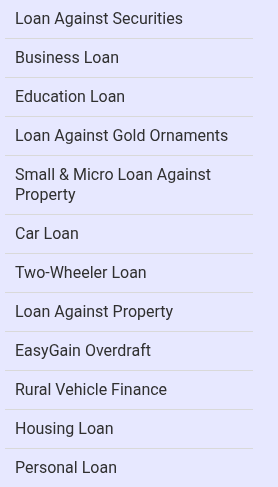 Loan Against Securities
Business Loan
Education Loan
Loan Against Gold Ornaments
Small & Micro Loan Against
Property
Car Loan
Two-Wheeler Loan
Loan Against Property
EasyGain Overdraft
Rural Vehicle Finance
Housing Loan
Personal Loan